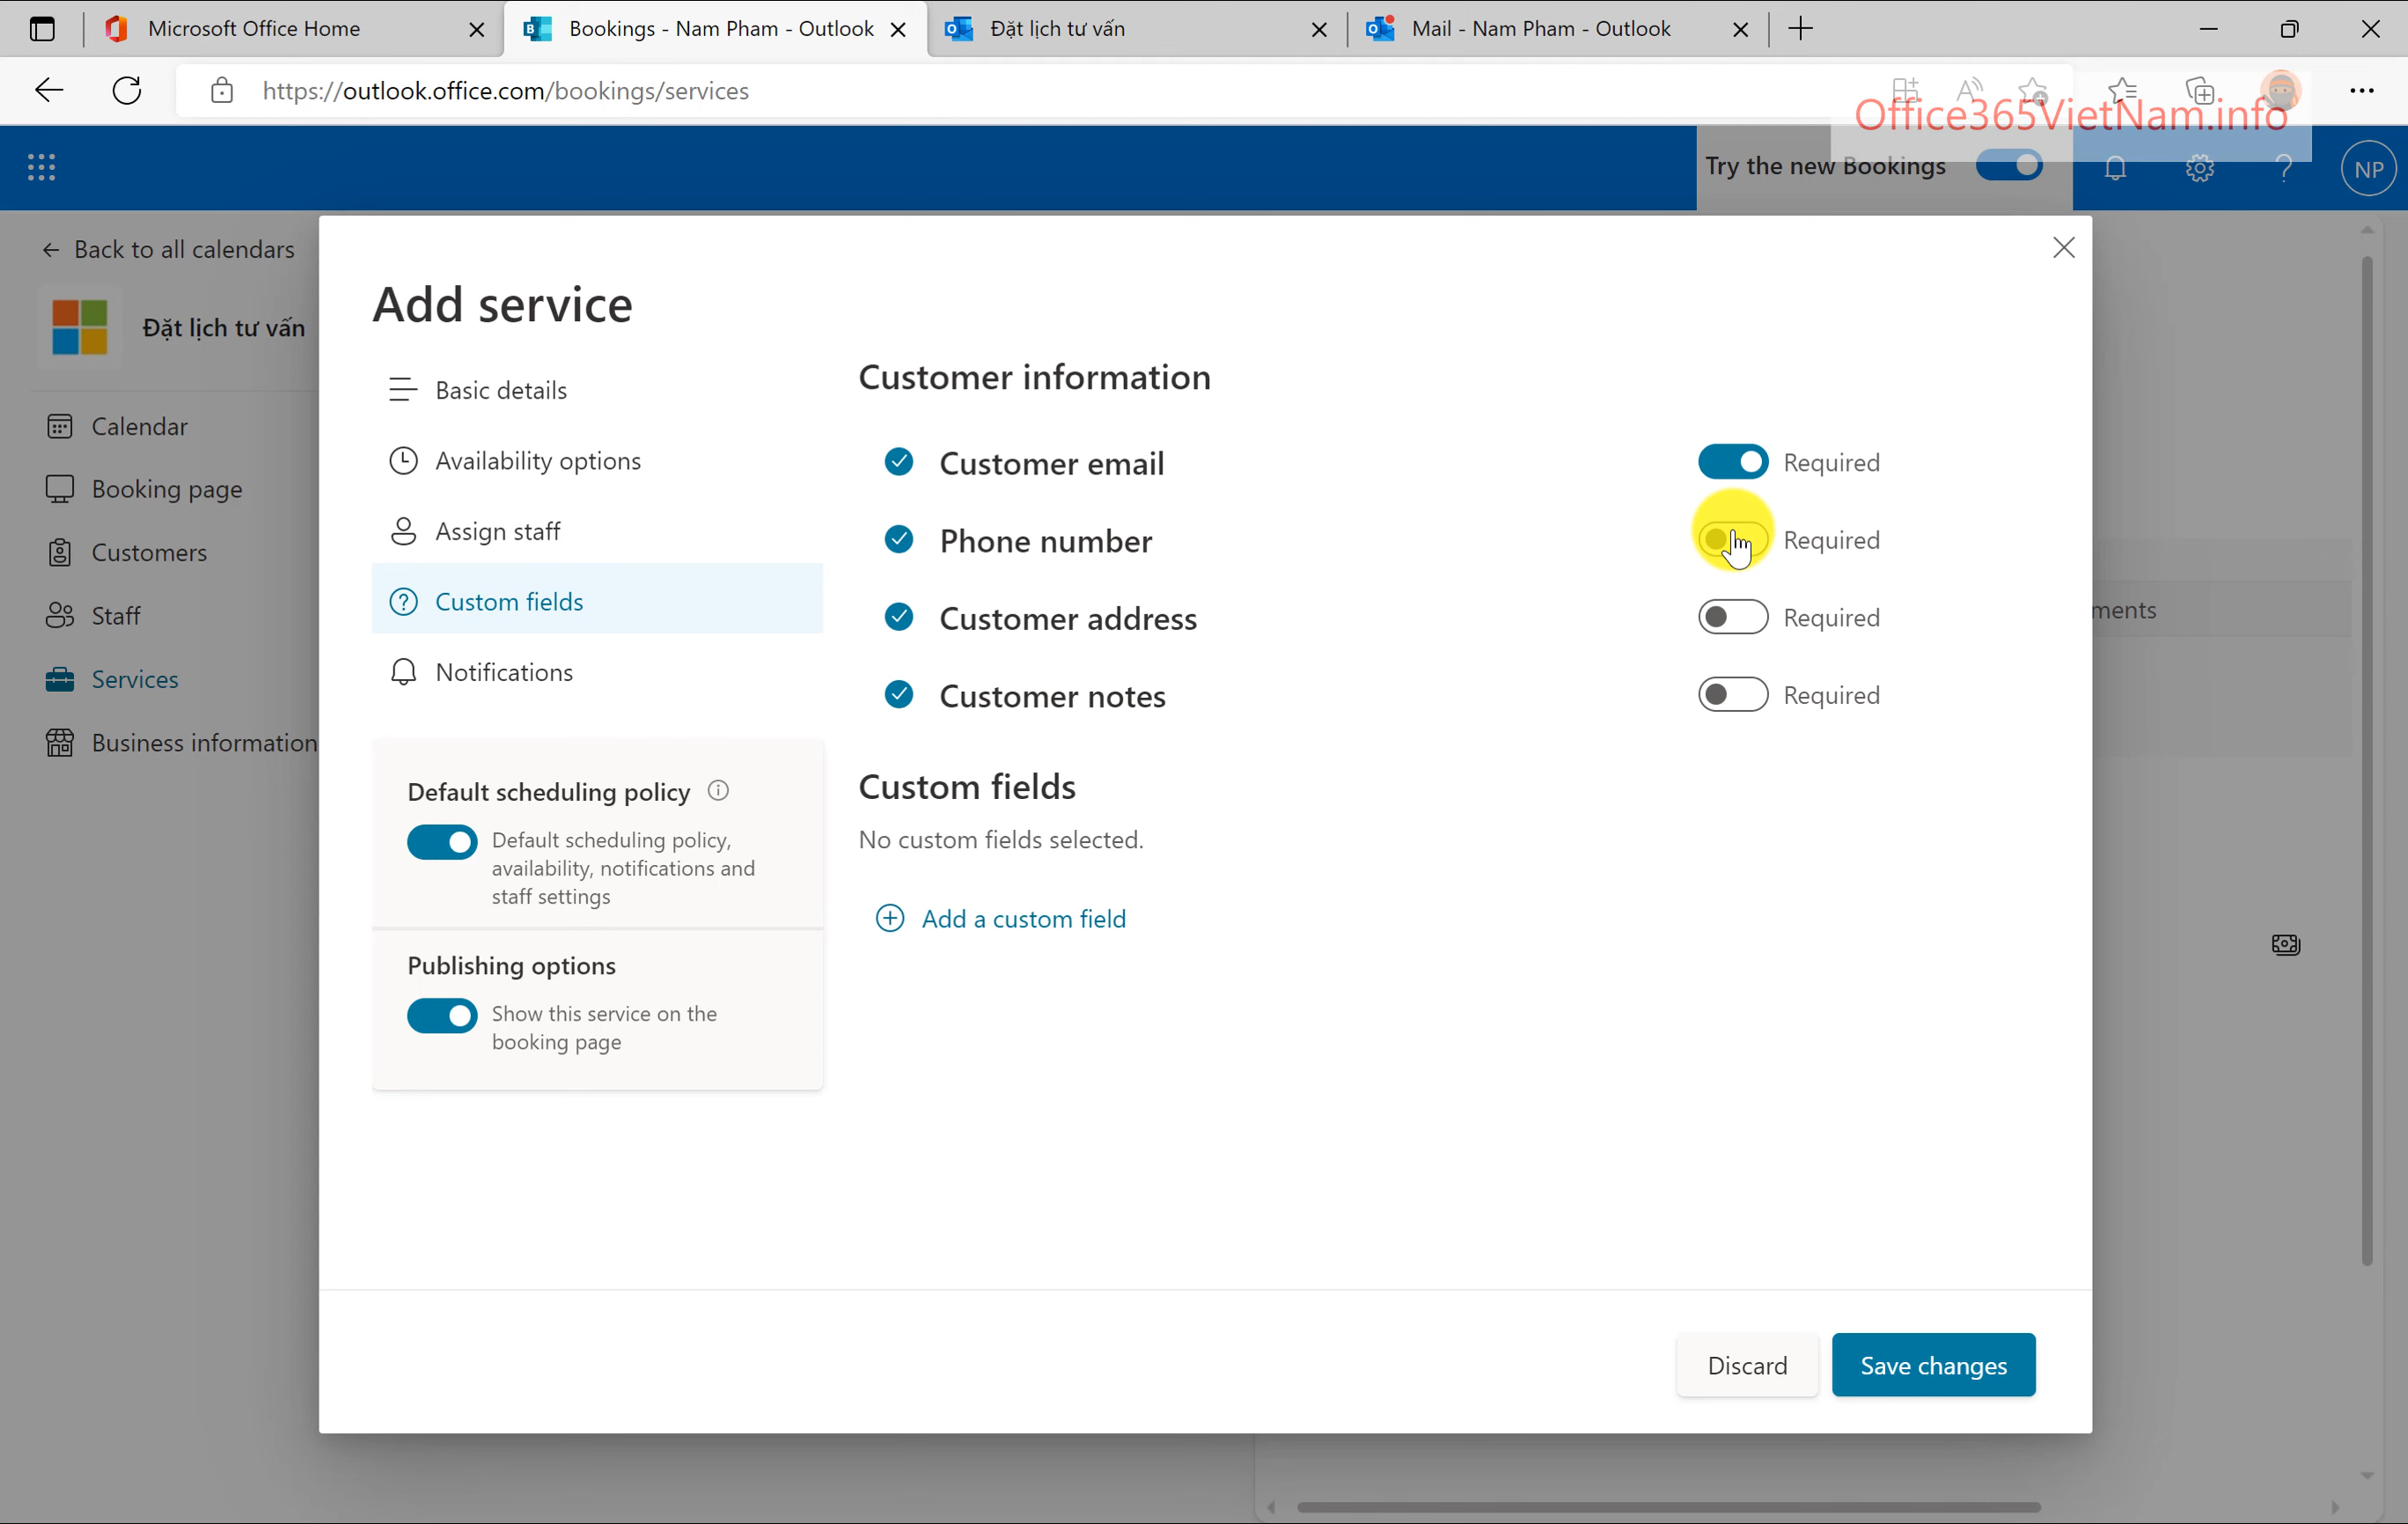 Microsoft Office Home
Bookings - Nam Pham - Outlook
Đặt lịch tư vấn
Mail - Nam Pham - Outlook
https://outlook.office.com/bookings/services
Office365VietNam.info
Try the new Bookings
NP
Back to all calendars
Đặt lịch tư vấn
Calendar
Booking page
Customers
Staff
Services
Business information
Add service
Basic details
Availability options
Assign staff
Custom fields
Notifications
Default scheduling policy
Default scheduling policy,
availability, notifications and
staff settings
Publishing options
Show this service on the
booking page
Customer information
Customer email Required
Phone number Required
Customer address Required
Customer notes Required
Custom fields
No custom fields selected.
Add a custom field
ments
Discard
Save changes